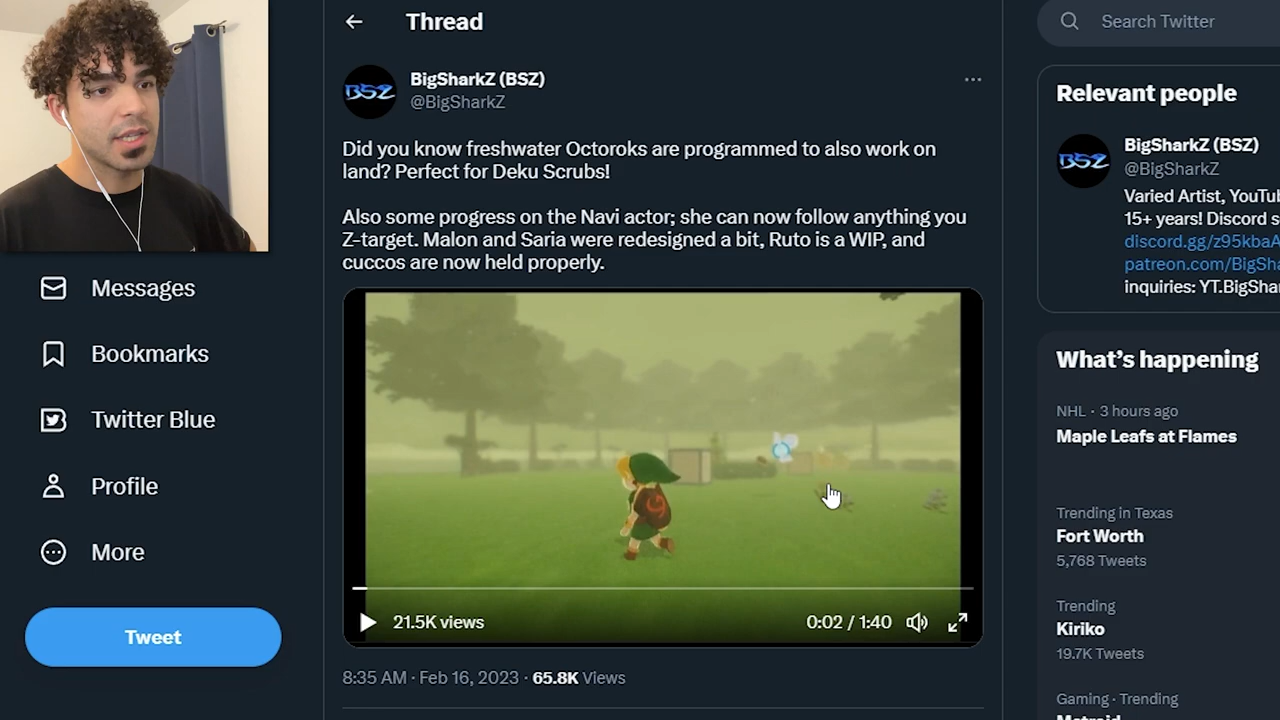 Thread
Search Twitter
BSZ
BigSharkZ (BSZ)
@BigSharkZ
Did you know freshwater Octoroks are programmed to also work on
land? Perfect for Deku Scrubs!
Also some progress on the Navi actor; she can now follow anything you
Z-target. Malon and Saria were redesigned a bit, Ruto is a WIP, and
cuccos are now held properly.
21.5K views
0:02 / 1:40
8:35 AM · Feb 16, 2023 · 65.8K Views
Messages
Bookmarks
Twitter Blue
Profile
More
Tweet
Relevant people
BSZ
BigSharkZ (BSZ)
@BigSharkZ
Varied Artist, YouTub
15+ years! Discord s
discord.gg/z95kbaA
patreon.com/BigSha
inquiries: YT.BigShar
What's happening
NHL · 3 hours ago
Maple Leafs at Flames
Trending in Texas
Fort Worth
5,768 Tweets
Trending
Kiriko
19.7K Tweets
Gaming · Trending
Metroid